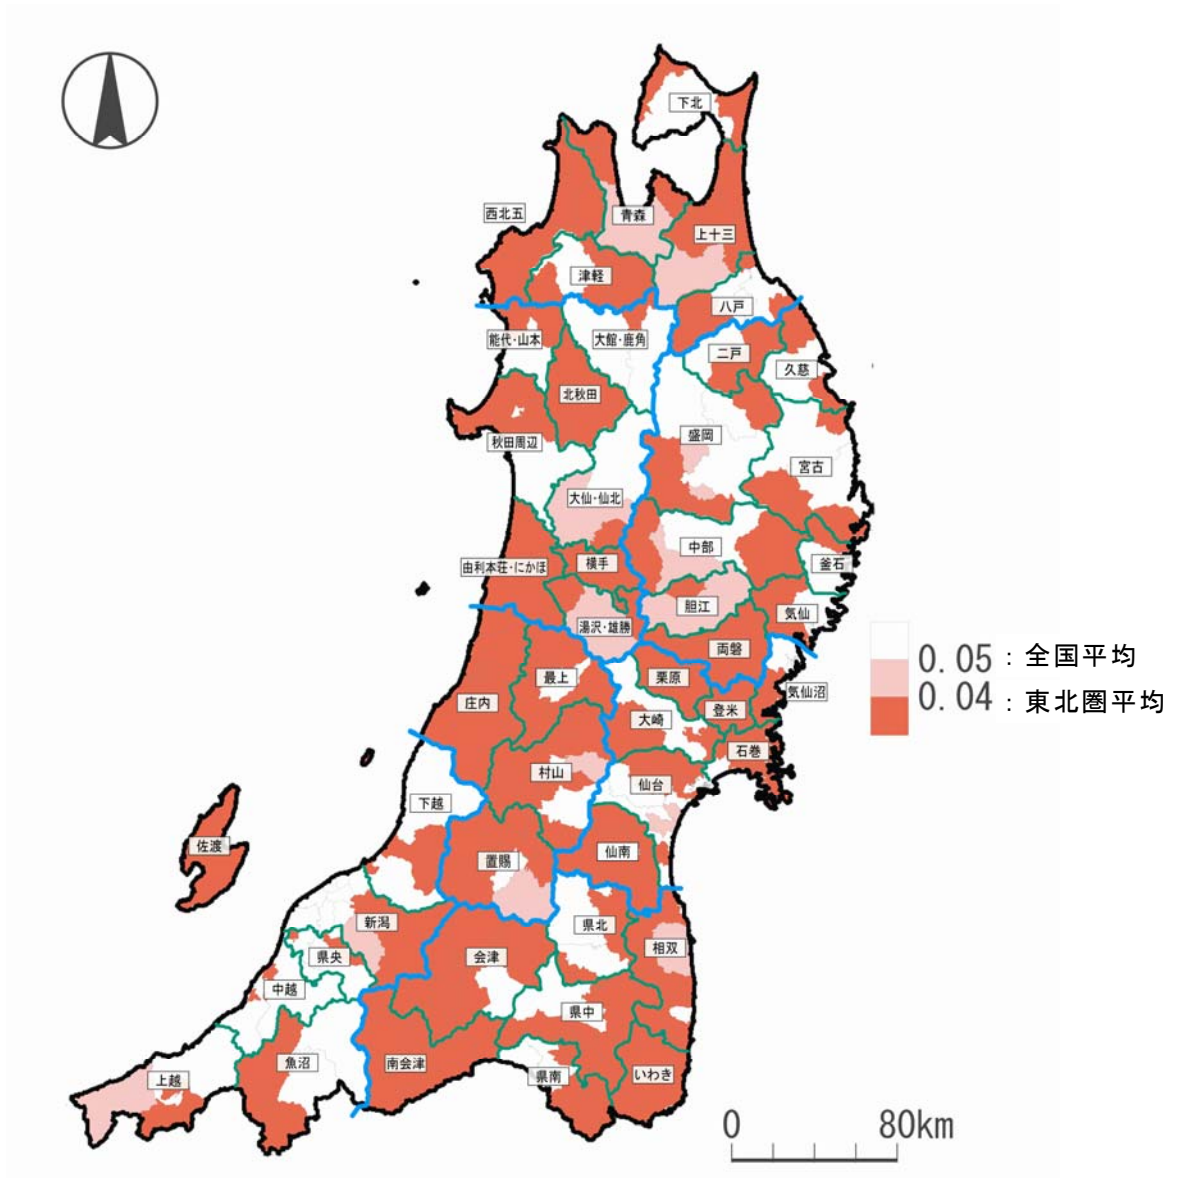 下北
西北五
青森
上十三
津軽
八戸
能代・山本
大館・鹿角
二戸
久慈
北秋田
秋田周辺
盛岡
宮古
大仙・仙北
中部
釜石
由利本荘・にかほ
横手
胆江
気仙
湯沢・雄勝
両磐
0.05：全国平均
最上
栗原
気仙沼
0.04：東北圏平均
庄内
登米
大崎
石巻
村山
仙台
下越
佐渡
置賜
仙南
新潟
県北
相双
県央
会津
中越
県中
魚沼
南会津
上越
県南
いわき
0 80km